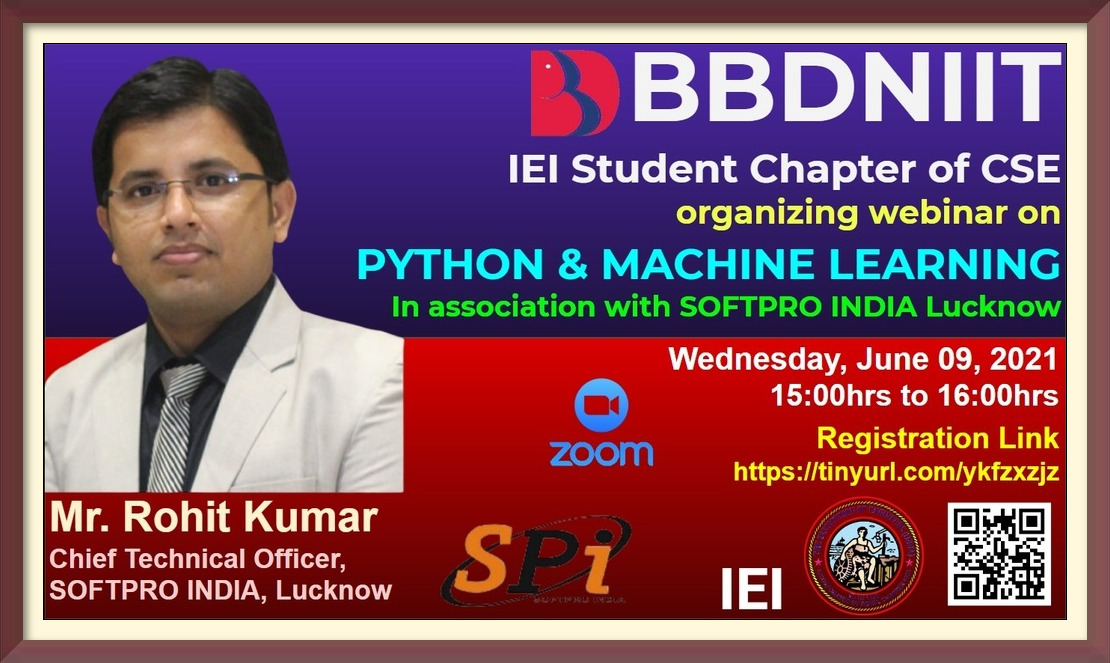 BBDNIIT
IEI Student Chapter of CSE
organizing webinar on
PYTHON & MACHINE LEARNING
In association with SOFTPRO INDIA Lucknow
Wednesday, June 09, 2021
15:00hrs to 16:00hrs
zoom
Registration Link
https://tinyurl.com/ykfzxzjz
Mr. Rohit Kumar
Chief Technical Officer,
SOFTPRO INDIA, Lucknow
SPi
SOFTPRO INDIA
IEI